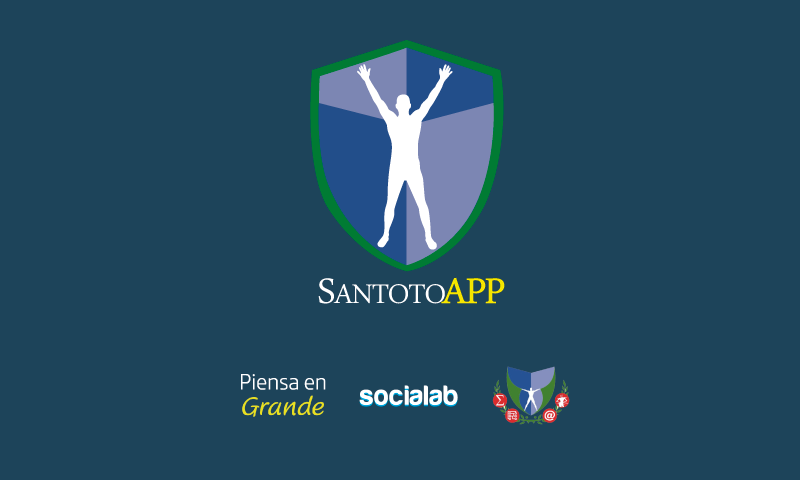 SANTOTOAPP
Piensa en
Grande
socialab
Σ
@